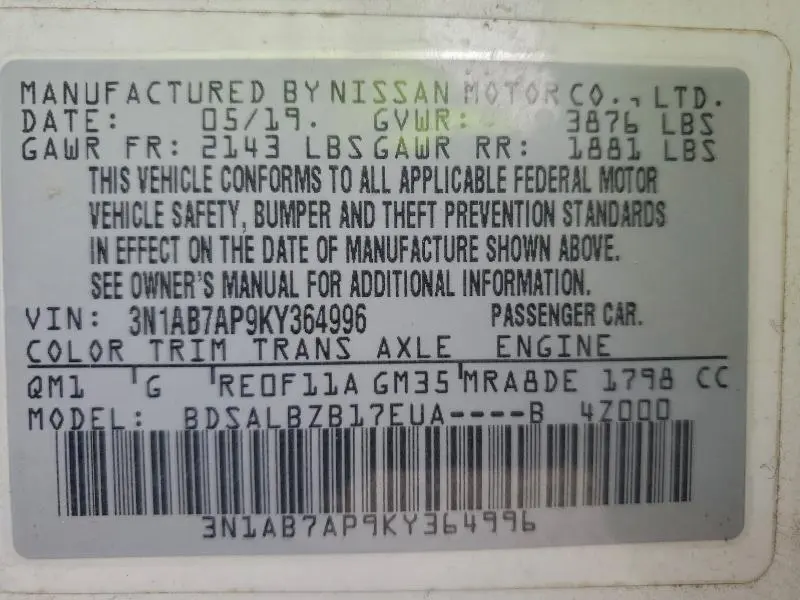 MANUFACTURED BY NISSAN MOTOR CO., LTD.
DATE: 05/19. GVWR: 3876 LBS
GAWR FR: 2143 LBS GAWR RR: 1881 LBS
THIS VEHICLE CONFORMS TO ALL APPLICABLE FEDERAL MOTOR
VEHICLE SAFETY, BUMPER AND THEFT PREVENTION STANDARDS
IN EFFECT ON THE DATE OF MANUFACTURE SHOWN ABOVE.
SEE OWNER'S MANUAL FOR ADDITIONAL INFORMATION.
VIN: 3N1AB7AP9KY364996 PASSENGER CAR.
COLOR TRIM TRANS AXLE ENGINE
QM1 G RE0F11A GM35 MRA8DE 1798 CC
MODEL: BDSALBZB17EUA----B 4Z000
3N1AB7AP9KY364996